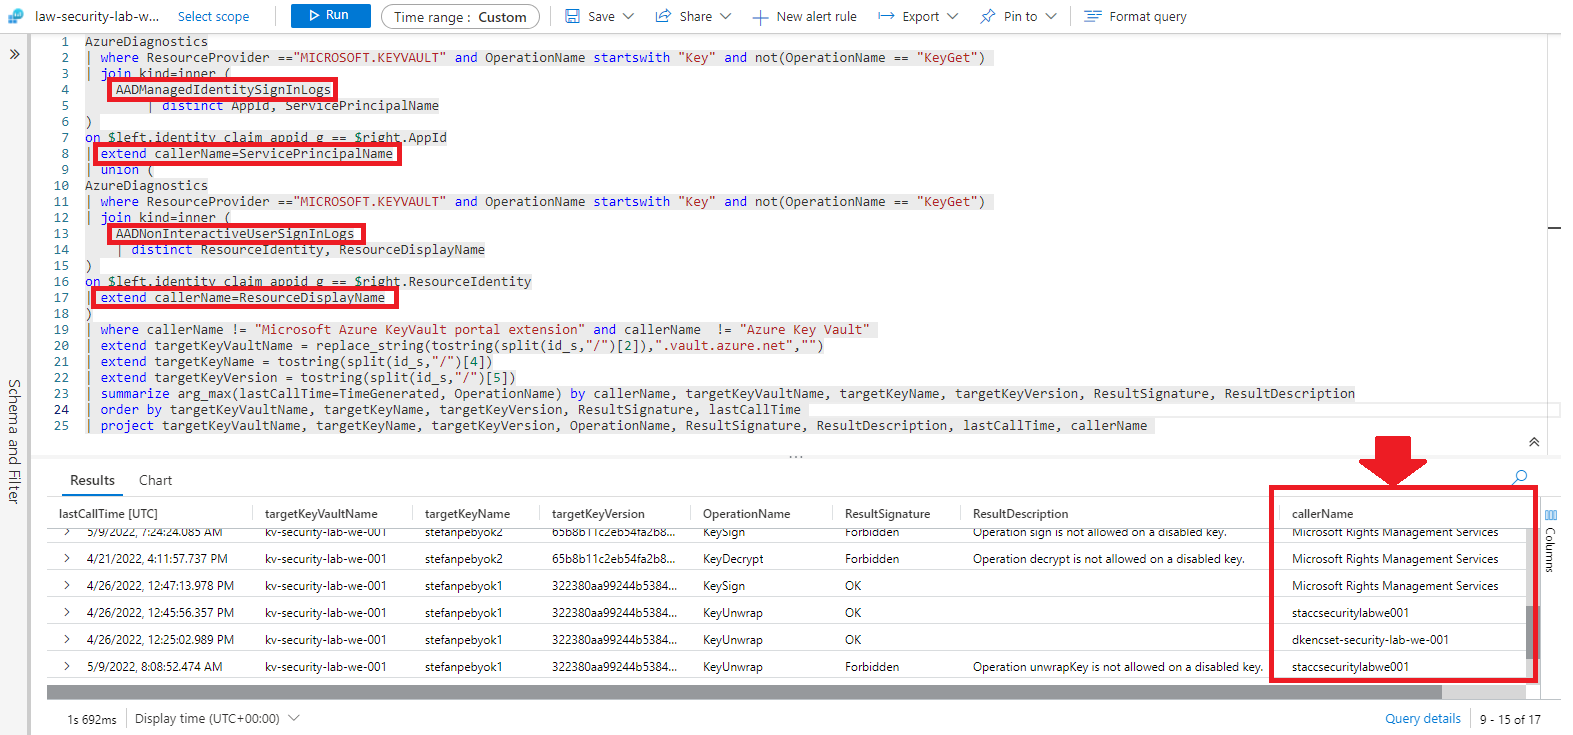 law-security-lab-w...
Select scope
Run
Time range : Custom
Save
Share
New alert rule
Export
Pin to
Format query
Schema and Filter
1 AzureDiagnostics
2 | where ResourceProvider =="MICROSOFT.KEYVAULT" and OperationName startswith "Key" and not(OperationName == "KeyGet")
3 | join kind=inner (
4 AADManagedIdentitySignInLogs
5 | distinct AppId, ServicePrincipalName
6 )
7 on $left.identity_claim_appid_g == $right.AppId
8 | extend callerName=ServicePrincipalName
9 | union (
10 AzureDiagnostics
11 | where ResourceProvider =="MICROSOFT.KEYVAULT" and OperationName startswith "Key" and not(OperationName == "KeyGet")
12 | join kind=inner (
13 AADNonInteractiveUserSignInLogs
14 | distinct ResourceIdentity, ResourceDisplayName
15 )
16 on $left.identity_claim_appid_g == $right.ResourceIdentity
17 | extend callerName=ResourceDisplayName
18 )
19 | where callerName != "Microsoft Azure KeyVault portal extension" and callerName != "Azure Key Vault"
20 | extend targetKeyVaultName = replace_string(tostring(split(id_s,"/")[2]),".vault.azure.net","")
21 | extend targetKeyName = tostring(split(id_s,"/")[4])
22 | extend targetKeyVersion = tostring(split(id_s,"/")[5])
23 | summarize arg_max(lastCallTime=TimeGenerated, OperationName) by callerName, targetKeyVaultName, targetKeyName, targetKeyVersion, ResultSignature, ResultDescription
24 | order by targetKeyVaultName, targetKeyName, targetKeyVersion, ResultSignature, lastCallTime
25 | project targetKeyVaultName, targetKeyName, targetKeyVersion, OperationName, ResultSignature, ResultDescription, lastCallTime, callerName
Results Chart
lastCallTime [UTC] targetKeyVaultName targetKeyName targetKeyVersion OperationName ResultSignature ResultDescription callerName
5/9/2022, 7:24:24.085 AM kv-security-lab-we-001 stefanpebyok2 65b8b11c2eb54fa2b8... KeySign Forbidden Operation sign is not allowed on a disabled key. Microsoft Rights Management Services
4/21/2022, 4:11:57.737 PM kv-security-lab-we-001 stefanpebyok2 65b8b11c2eb54fa2b8... KeyDecrypt Forbidden Operation decrypt is not allowed on a disabled key. Microsoft Rights Management Services
4/26/2022, 12:47:13.978 PM kv-security-lab-we-001 stefanpebyok1 322380aa99244b5384... KeySign OK Microsoft Rights Management Services
4/26/2022, 12:45:56.357 PM kv-security-lab-we-001 stefanpebyok1 322380aa99244b5384... KeyUnwrap OK staccsecuritylabwe001
4/26/2022, 12:25:02.989 PM kv-security-lab-we-001 stefanpebyok1 322380aa99244b5384... KeyUnwrap OK dkencset-security-lab-we-001
5/9/2022, 8:08:52.474 AM kv-security-lab-we-001 stefanpebyok1 322380aa99244b5384... KeyUnwrap Forbidden Operation unwrapKey is not allowed on a disabled key. staccsecuritylabwe001
Columns
1s 692ms Display time (UTC+00:00) Query details 9 - 15 of 17